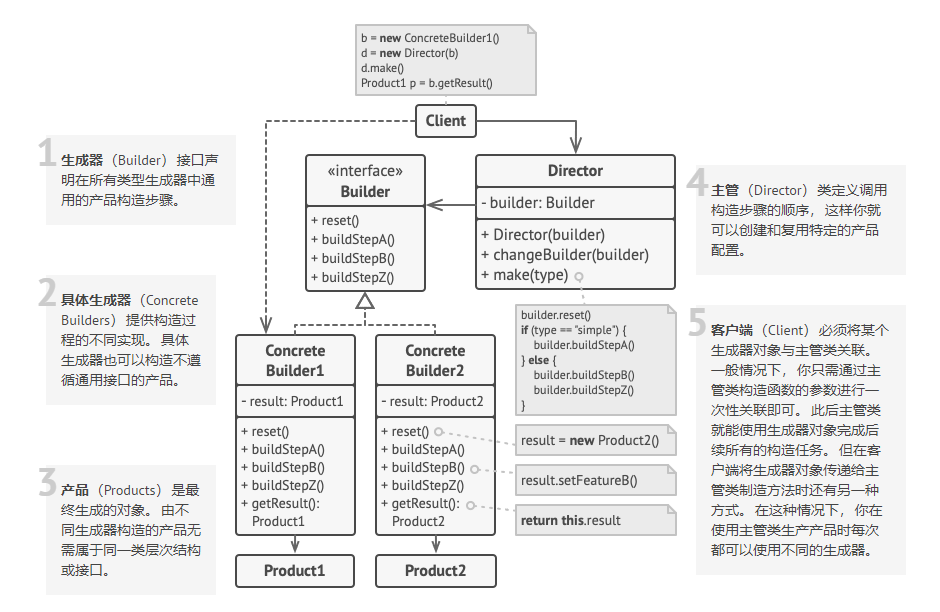 b = new ConcreteBuilder1()
d = new Director(b)
d.make()
Product1 p = b.getResult()
Client
1
生成器 （Builder） 接口声
明在所有类型生成器中通
用的产品构造步骤。
«interface»
Builder
+ reset()
+ buildStepA()
+ buildStepB()
+ buildStepZ()
Director
- builder: Builder
+ Director(builder)
+ changeBuilder(builder)
+ make(type)
4
主管 （Director） 类定义调用
构造步骤的顺序， 这样你就
可以创建和复用特定的产品
配置。
2
具体生成器 （Concrete
Builders） 提供构造过
程的不同实现。 具体
生成器也可以构造不遵
循通用接口的产品。
builder.reset()
if (type == "simple") {
builder.buildStepA()
} else {
builder.buildStepB()
builder.buildStepZ()
}
5
客户端 （Client） 必须将某个
生成器对象与主管类关联。
一般情况下， 你只需通过主
管类构造函数的参数进行一
次性关联即可。 此后主管类
就能使用生成器对象完成后
续所有的构造任务。 但在客
户端将生成器对象传递给主
管类制造方法时还有另一种
方式。 在这种情况下， 你在
使用主管类生产产品时每次
都可以使用不同的生成器。
Concrete
Builder1
- result: Product1
+ reset()
+ buildStepA()
+ buildStepB()
+ buildStepZ()
+ getResult():
Product1
Concrete
Builder2
- result: Product2
+ reset()
+ buildStepA()
+ buildStepB()
+ buildStepZ()
+ getResult():
Product2
result = new Product2()
result.setFeatureB()
return this.result
3
产品 （Products） 是最
终生成的对象。 由不
同生成器构造的产品无
需属于同一类层次结构
或接口。
Product1
Product2